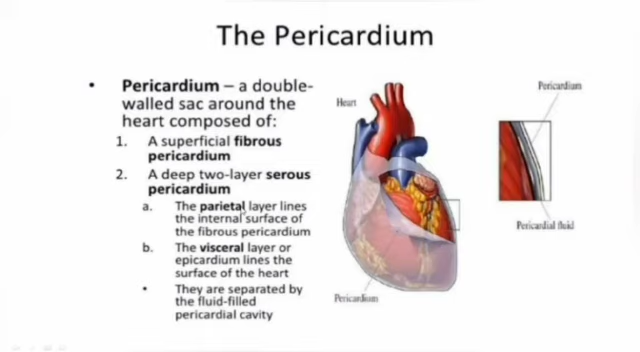 The Pericardium
• Pericardium – a double-
walled sac around the
heart composed of:
1. A superficial fibrous
pericardium
2. A deep two-layer serous
pericardium
a. The parietal layer lines
the internal surface of
the fibrous pericardium
b. The visceral layer or
epicardium lines the
surface of the heart
• They are separated by
the fluid-filled
pericardial cavity
Heart
Pericardium
Pericardium
Pericardial fluid